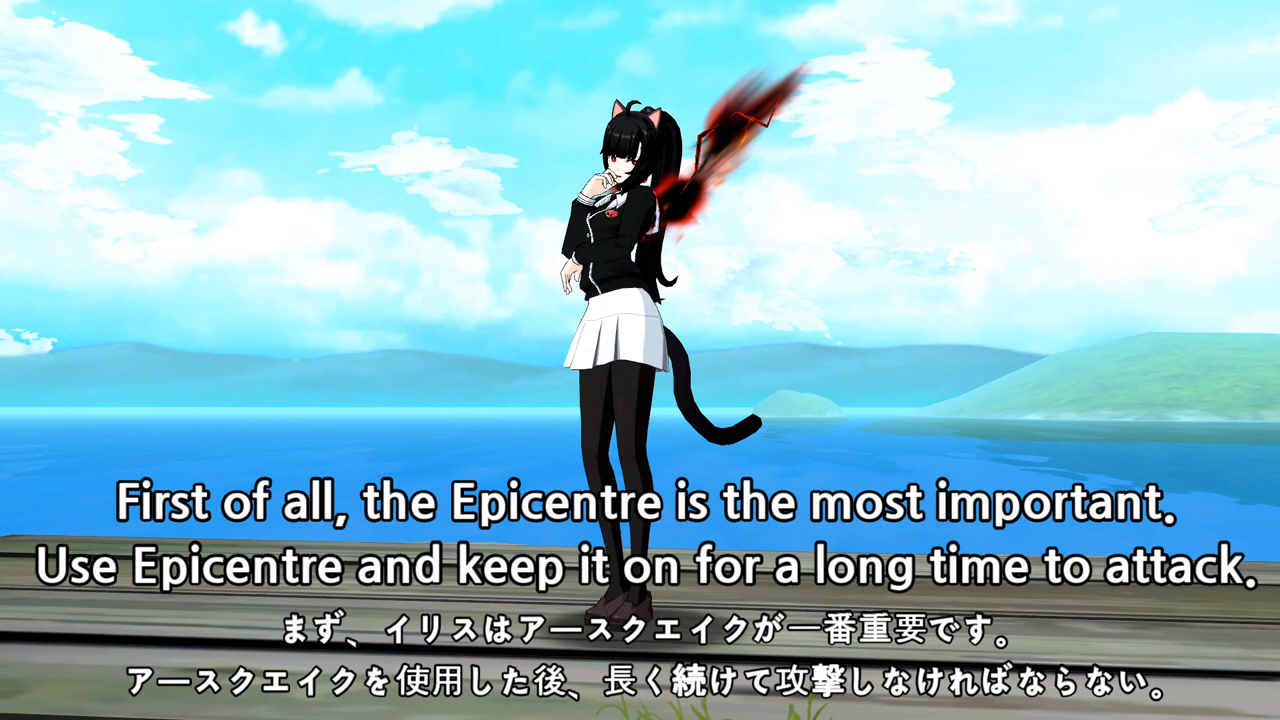 First of all, the Epicentre is the most important.
Use Epicentre and keep it on for a long time to attack.
まず、イリスはアースクエイクが一番重要です。
アースクエイクを使用した後、長く続けて攻撃しなければならない。